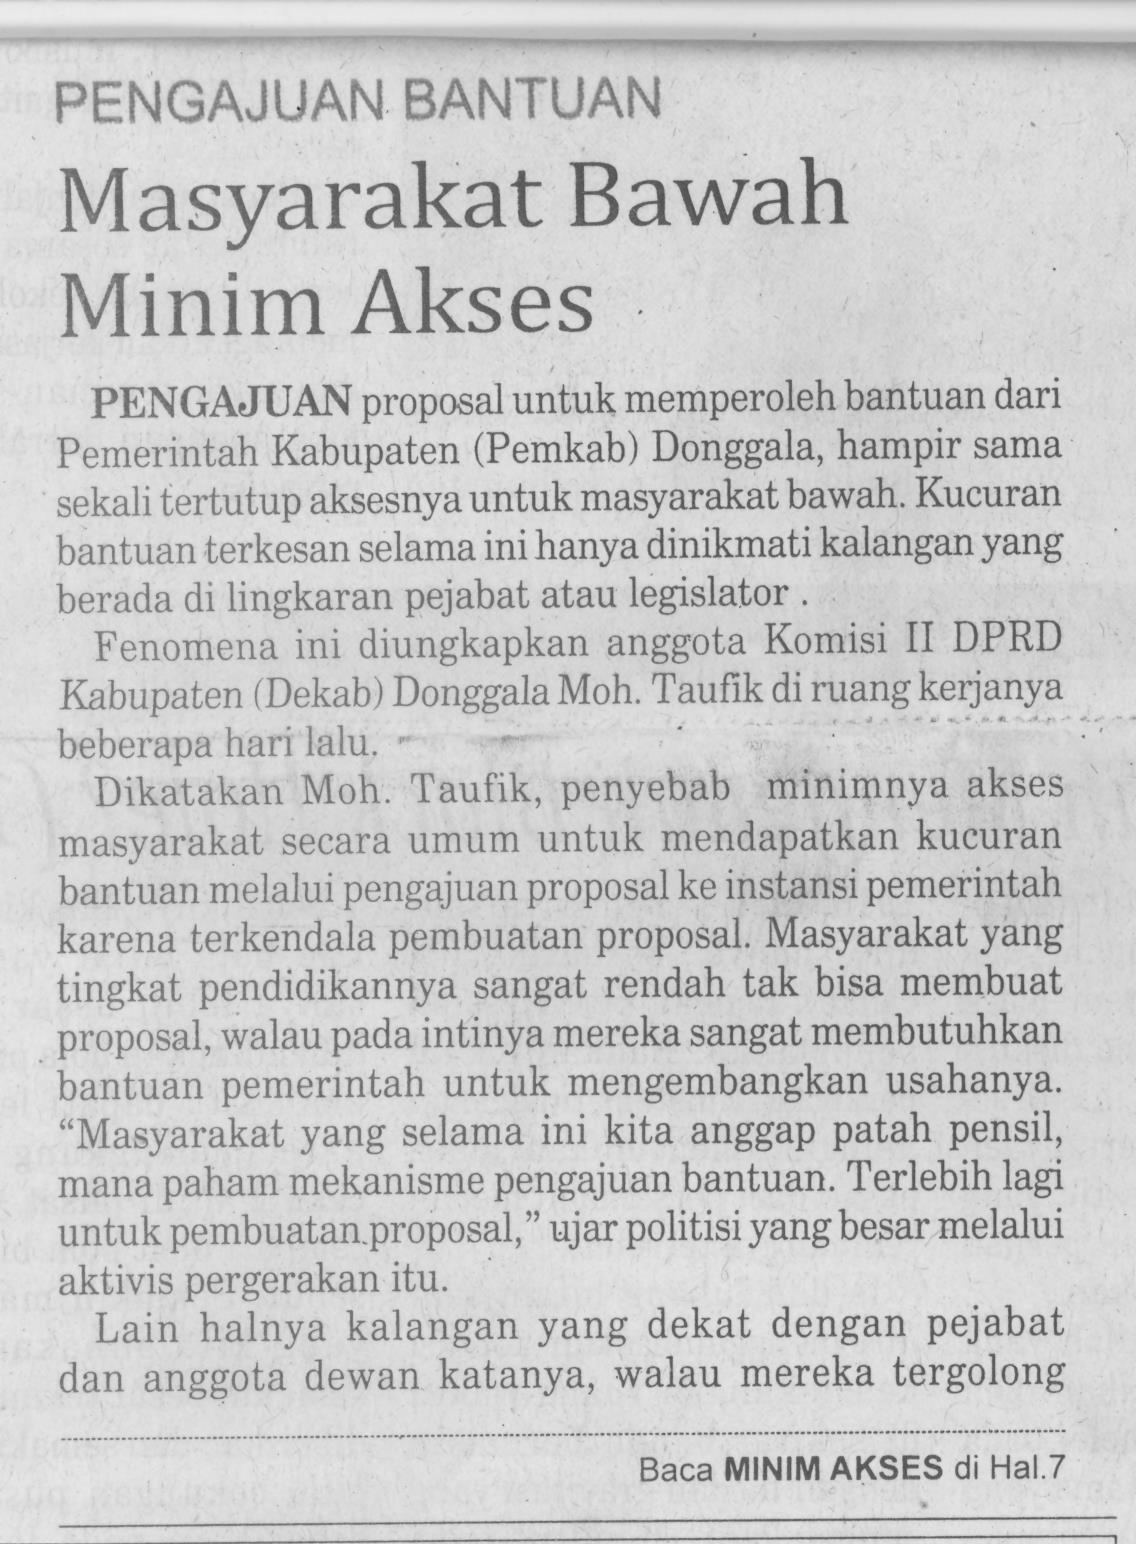 PENGAJUAN BANTUAN
Masyarakat Bawah
Minim Akses
PENGAJUAN proposal untuk memperoleh bantuan dari
Pemerintah Kabupaten (Pemkab) Donggala, hampir sama
sekali tertutup aksesnya untuk masyarakat bawah. Kucuran
bantuan terkesan selama ini hanya dinikmati kalangan yang
berada di lingkaran pejabat atau legislator .
Fenomena ini diungkapkan anggota Komisi II DPRD
Kabupaten (Dekab) Donggala Moh. Taufik di ruang kerjanya
beberapa hari lalu.
Dikatakan Moh. Taufik, penyebab minimnya akses
masyarakat secara umum untuk mendapatkan kucuran
bantuan melalui pengajuan proposal ke instansi pemerintah
karena terkendala pembuatan proposal. Masyarakat yang
tingkat pendidikannya sangat rendah tak bisa membuat
proposal, walau pada intinya mereka sangat membutuhkan
bantuan pemerintah untuk mengembangkan usahanya.
“Masyarakat yang selama ini kita anggap patah pensil,
mana paham mekanisme pengajuan bantuan. Terlebih lagi
untuk pembuatan proposal,” ujar politisi yang besar melalui
aktivis pergerakan itu.
Lain halnya kalangan yang dekat dengan pejabat
dan anggota dewan katanya, walau mereka tergolong
Baca MINIM AKSES di Hal.7